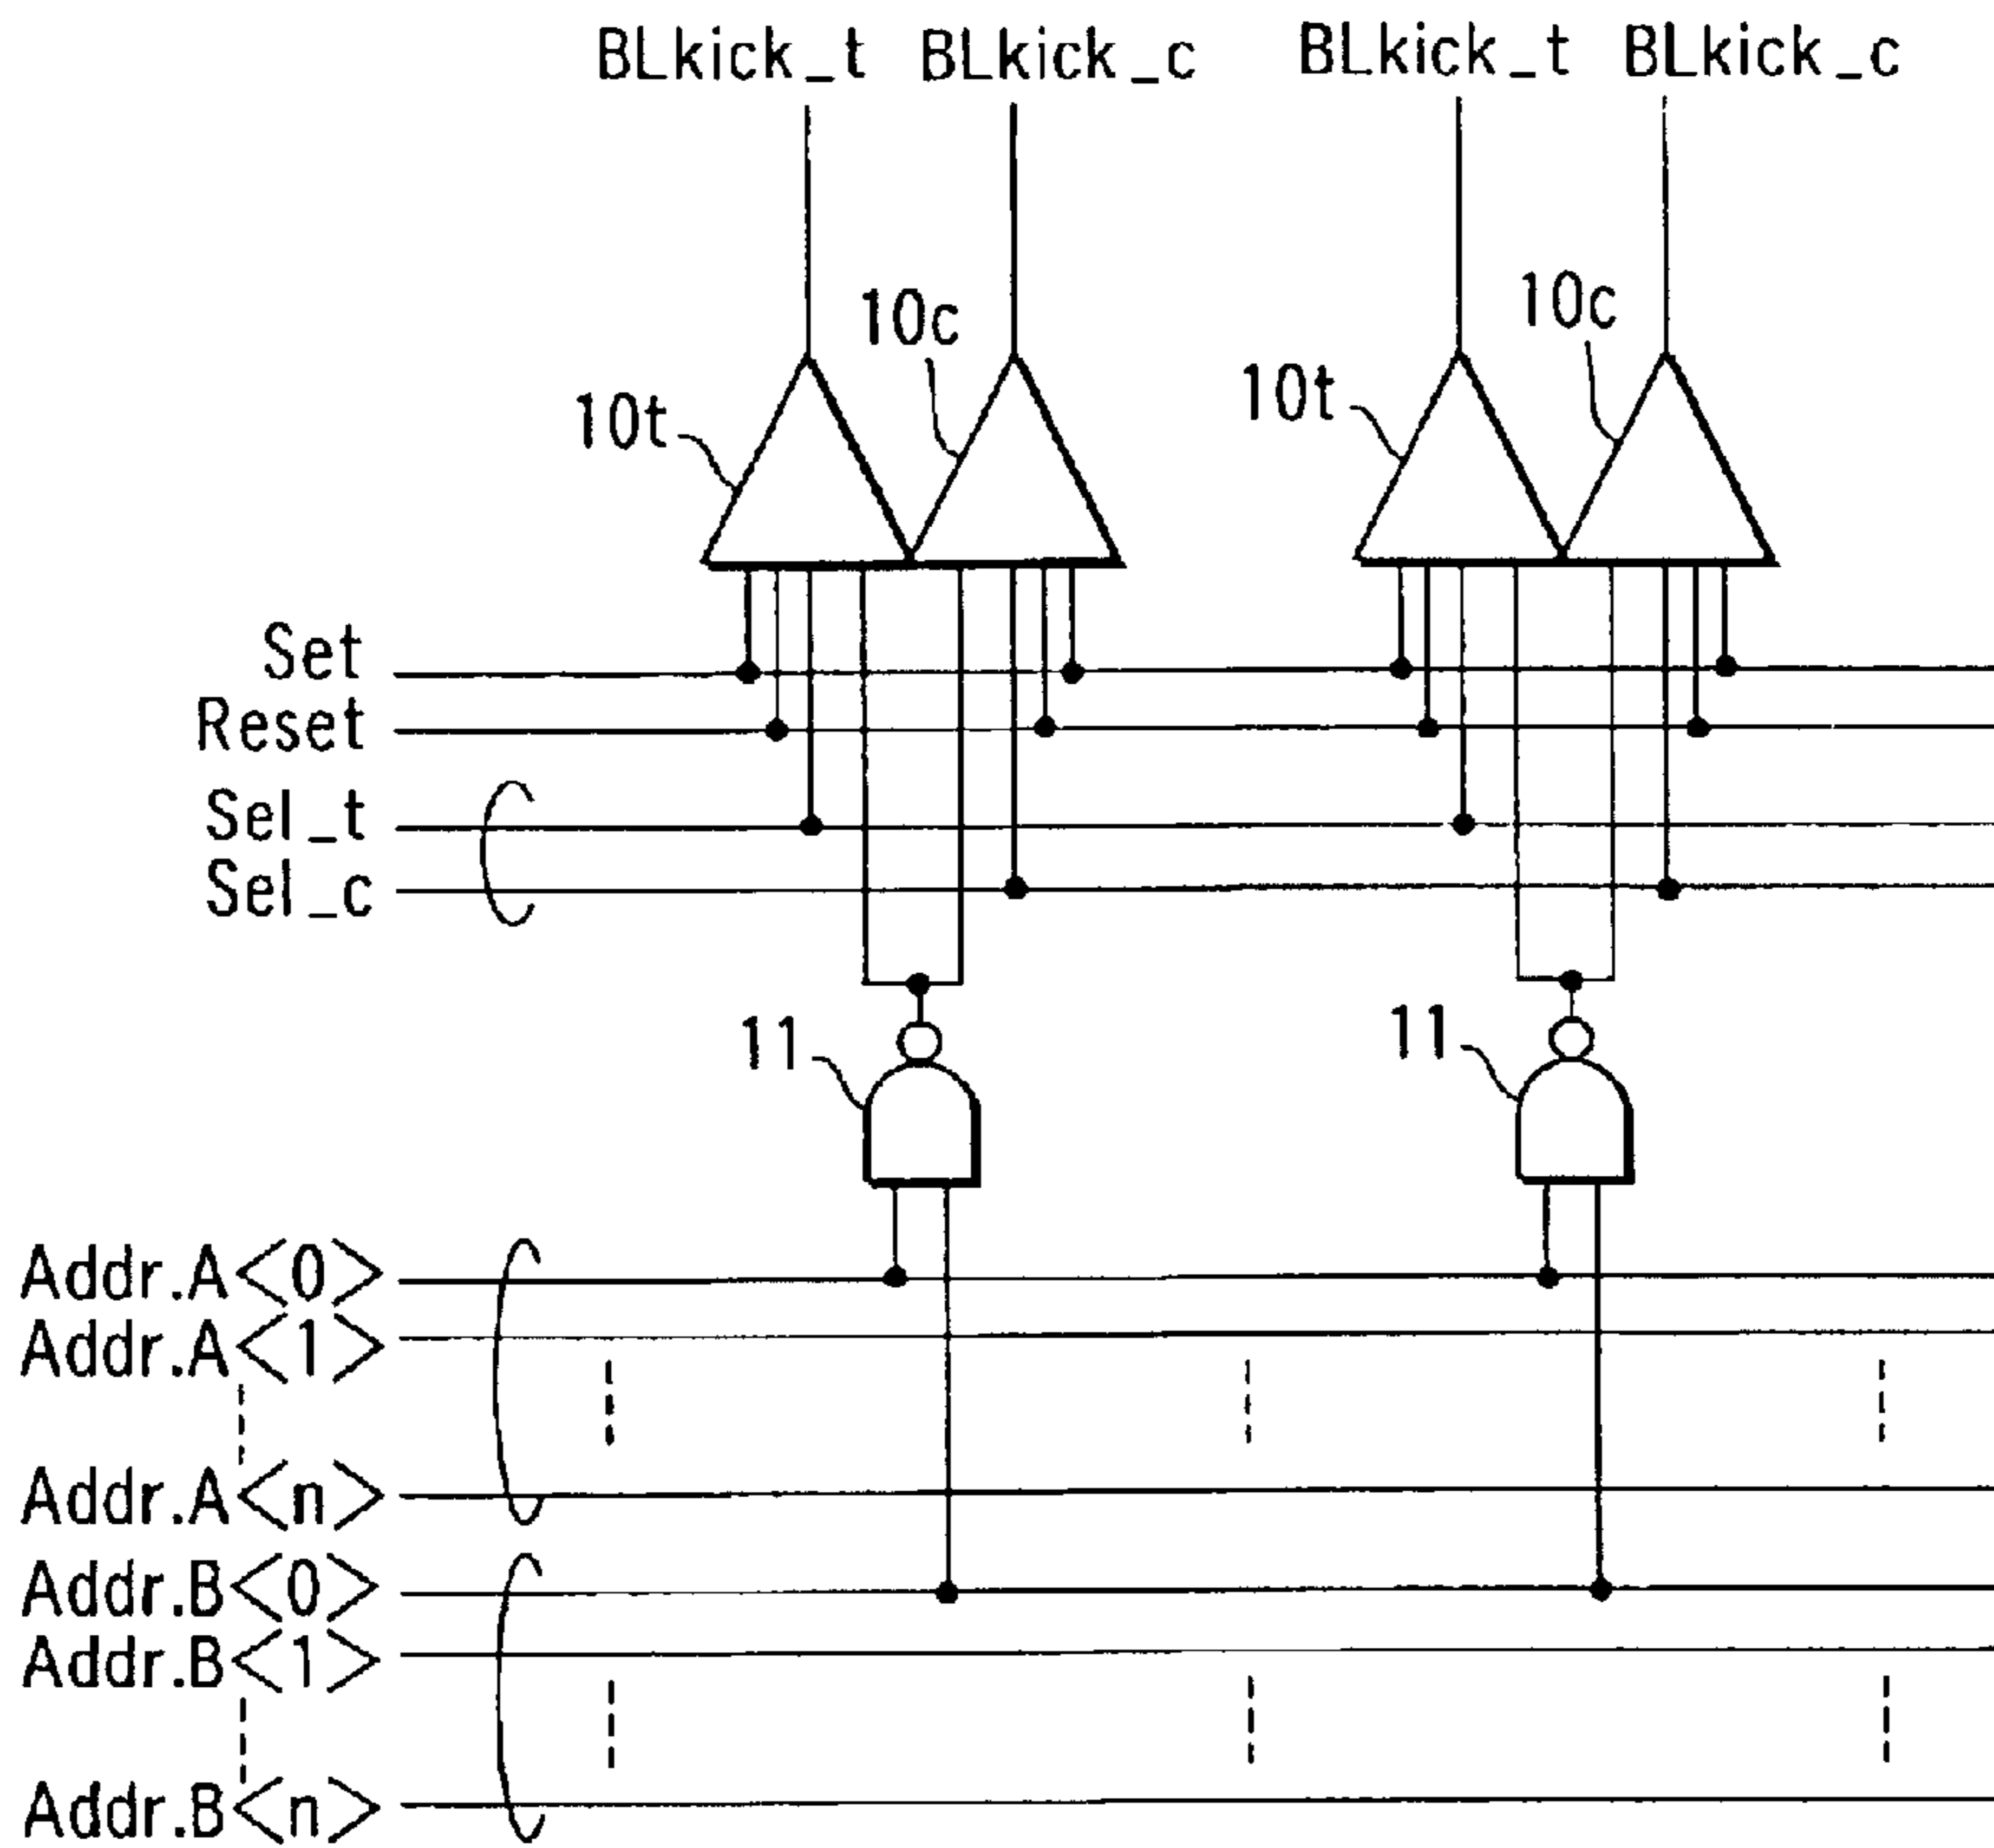 BLkick_t BLkick_c BLkick_t BLkick_c
10c 10c
10t 10t
Set
Reset
Sel_t
Sel_c
11 11
Addr.A<0>
Addr.A<1>
Addr.A<n>
Addr.B<0>
Addr.B<1>
Addr.B<n>